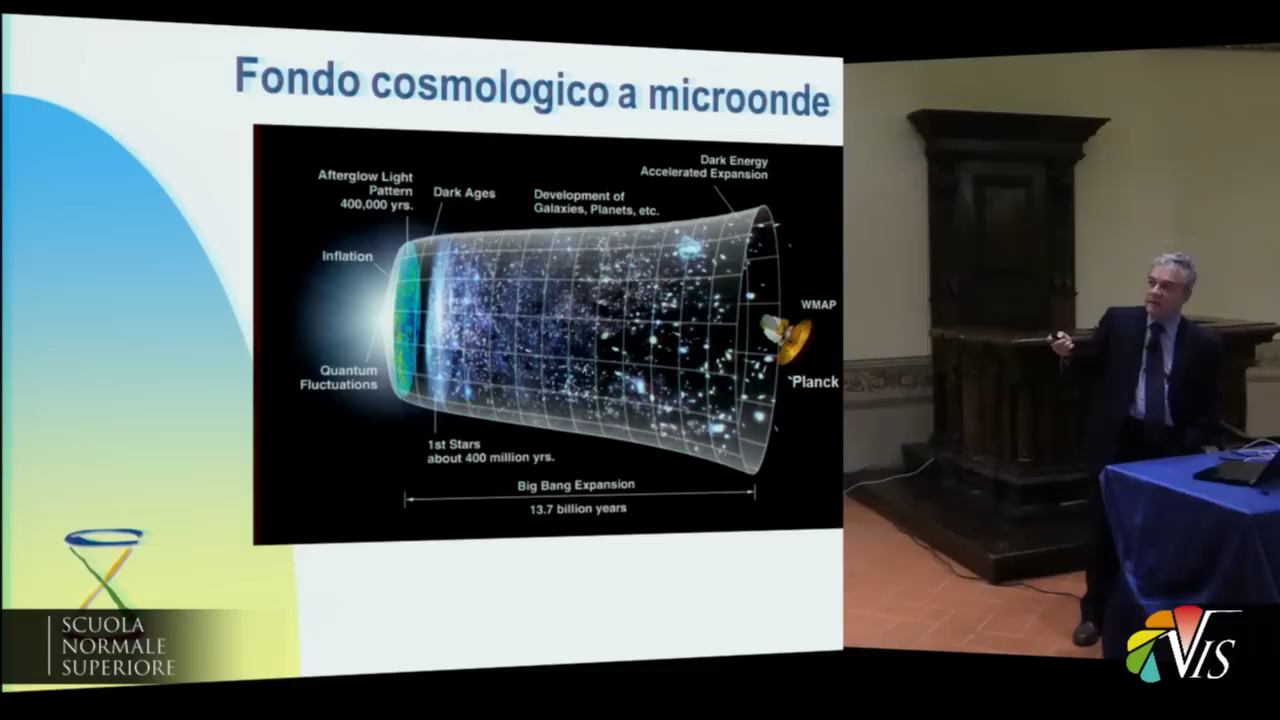 Fondo cosmologico a microonde
Dark Energy
Accelerated Expansion
Afterglow Light
Pattern
400,000 yrs.
Dark Ages
Development of
Galaxies, Planets, etc.
Inflation
WMAP
Quantum
Fluctuations
Planck
1st Stars
about 400 million yrs.
Big Bang Expansion
13.7 billion years
SCUOLA
NORMALE
SUPERIORE
VIS